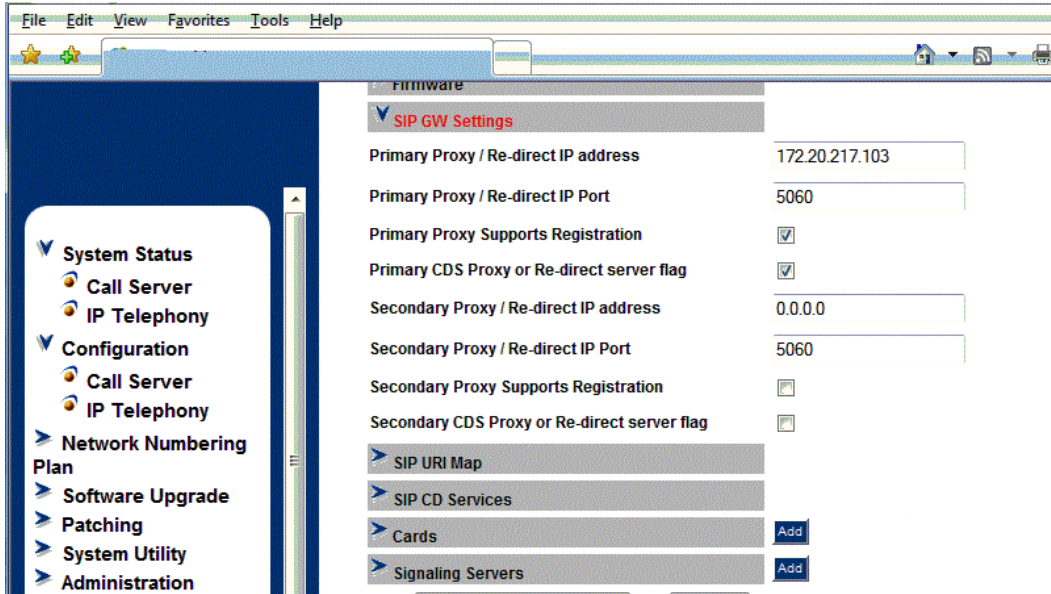 File Edit View Favorites Tools Help
Firmware
SIP GW Settings
Primary Proxy / Re-direct IP address 172.20.217.103
Primary Proxy / Re-direct IP Port 5060
Primary Proxy Supports Registration
Primary CDS Proxy or Re-direct server flag
Secondary Proxy / Re-direct IP address 0.0.0.0
Secondary Proxy / Re-direct IP Port 5060
Secondary Proxy Supports Registration
Secondary CDS Proxy or Re-direct server flag
SIP URI Map
SIP CD Services
Cards Add
Signaling Servers Add
System Status
Call Server
IP Telephony
Configuration
Call Server
IP Telephony
Network Numbering
Plan
Software Upgrade
Patching
System Utility
Administration